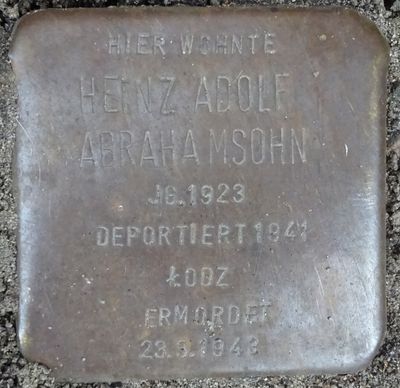 HIER WOHNTE
HEINZ ADOLF
ABRAHAMSOHN
JG. 1923
DEPORTIERT 1941
ŁODZ
ERMORDET
23.5.1943